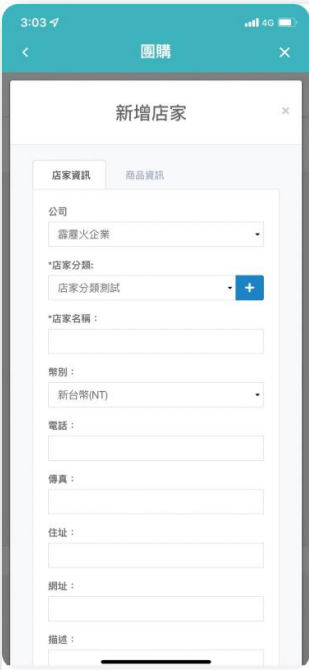 3:03
4G
團購
新增店家
店家資訊
商品資訊
公司
霹靂火企業
*店家分類:
店家分類測試
*店家名稱：
幣別：
新台幣(NT)
電話：
傳真：
住址：
網址：
描述：